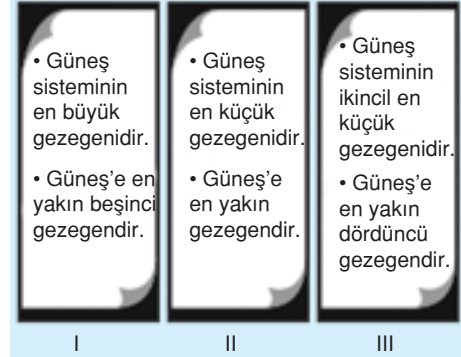 • Güneş
sisteminin
en büyük
gezegenidir.
• Güneş'e en
yakın beşinci
gezegendir.
• Güneş
sisteminin
en küçük
gezegenidir.
• Güneş'e
en yakın
gezegendir.
• Güneş
sisteminin
ikincil en
küçük
gezegenidir.
• Güneş'e
en yakın
dördüncü
gezegendir.
I
II
III